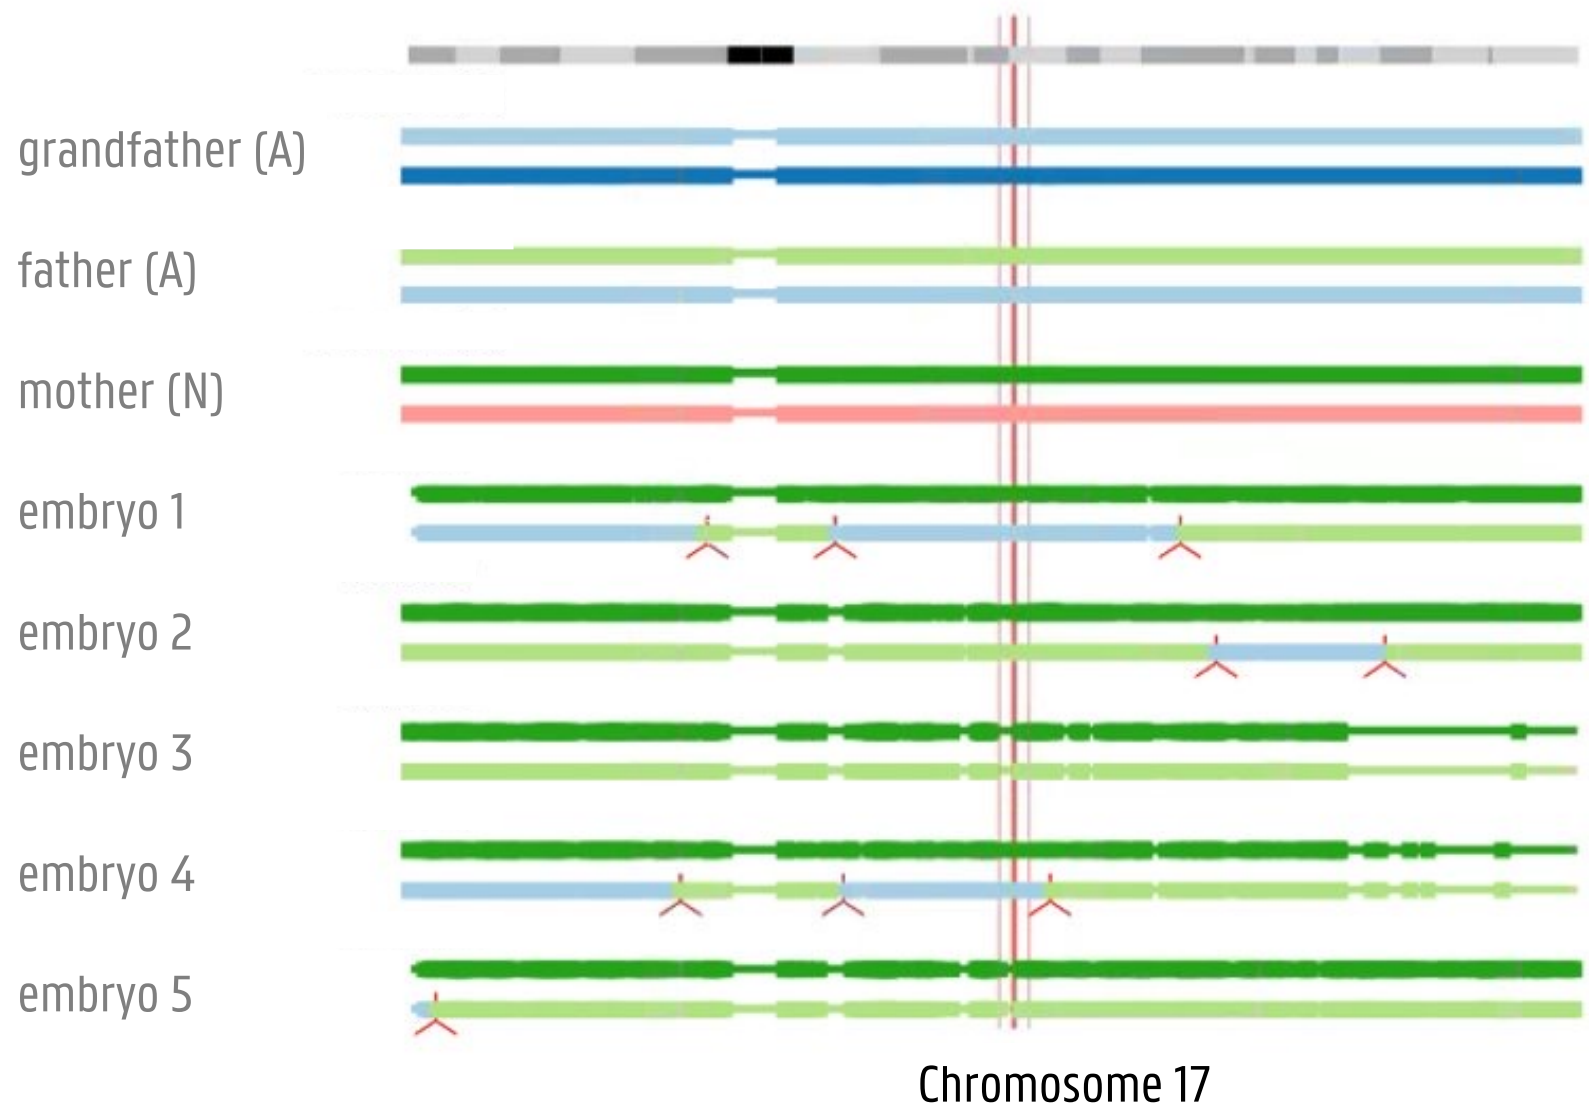 grandfather (A)
father (A)
mother (N)
embryo 1
embryo 2
embryo 3
embryo 4
embryo 5
Chromosome 17